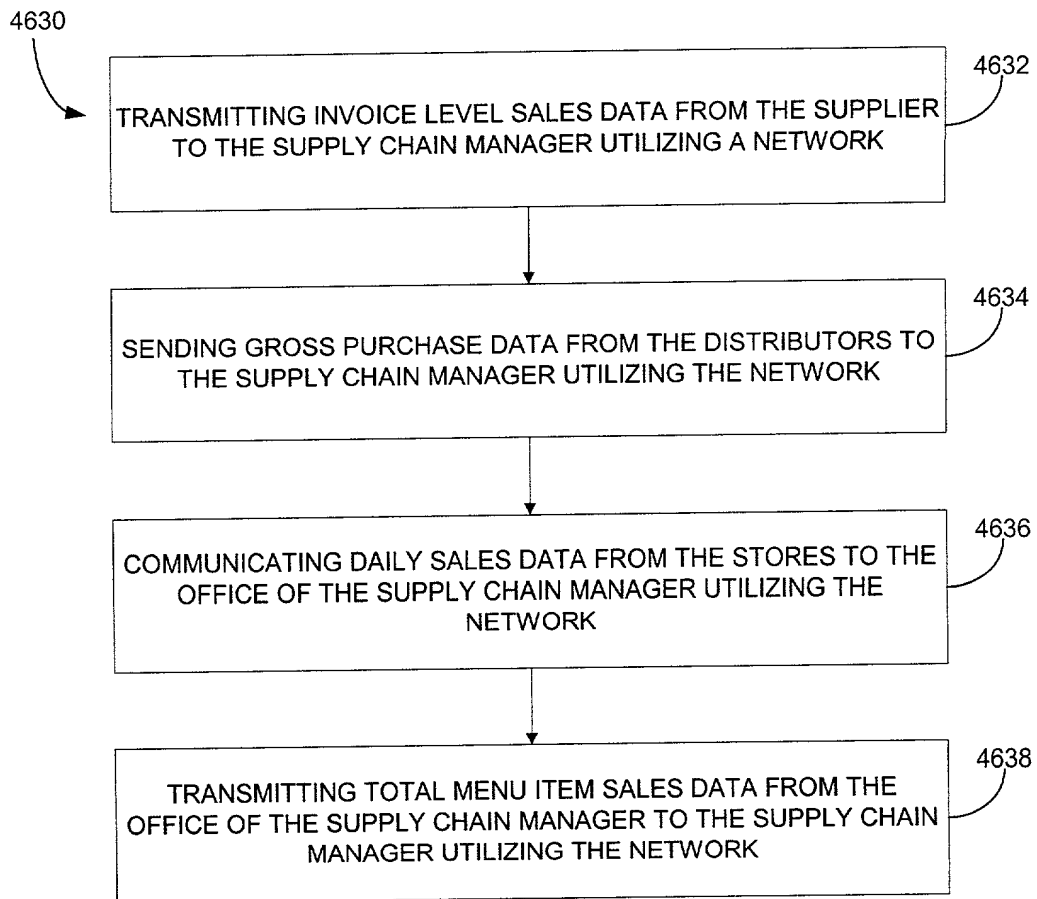 4630
4632
TRANSMITTING INVOICE LEVEL SALES DATA FROM THE SUPPLIER
TO THE SUPPLY CHAIN MANAGER UTILIZING A NETWORK
4634
SENDING GROSS PURCHASE DATA FROM THE DISTRIBUTORS TO
THE SUPPLY CHAIN MANAGER UTILIZING THE NETWORK
4636
COMMUNICATING DAILY SALES DATA FROM THE STORES TO THE
OFFICE OF THE SUPPLY CHAIN MANAGER UTILIZING THE
NETWORK
4638
TRANSMITTING TOTAL MENU ITEM SALES DATA FROM THE
OFFICE OF THE SUPPLY CHAIN MANAGER TO THE SUPPLY CHAIN
MANAGER UTILIZING THE NETWORK